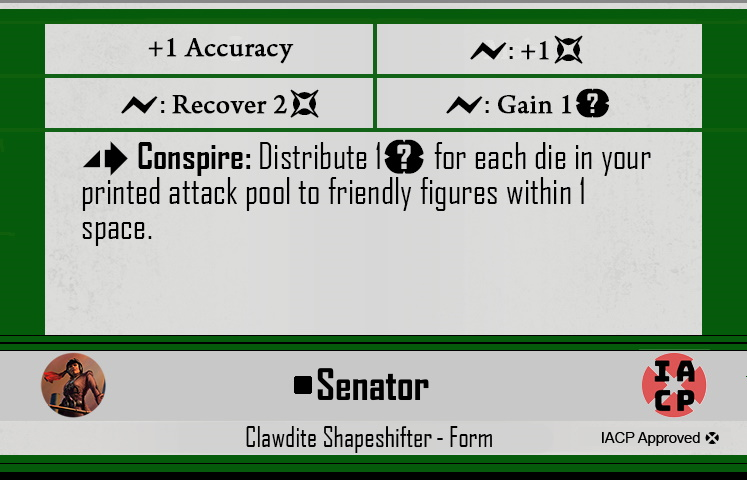 +1 Accuracy
: +1
: Recover 2
: Gain 1 ?
Conspire: Distribute 1 ? for each die in your
printed attack pool to friendly figures within 1
space.
Senator
IA
CP
Clawdite Shapeshifter - Form
IACP Approved